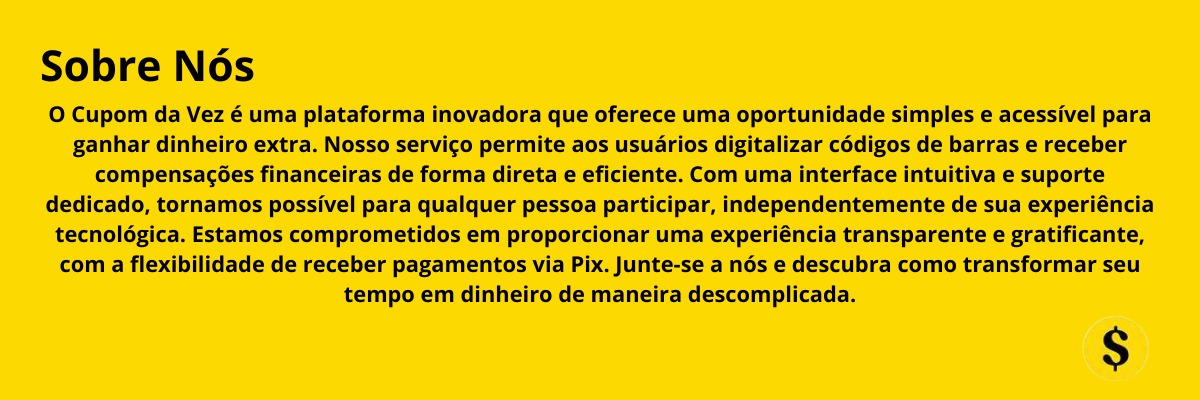 Sobre Nós
O Cupom da Vez é uma plataforma inovadora que oferece uma oportunidade simples e acessível para
ganhar dinheiro extra. Nosso serviço permite aos usuários digitalizar códigos de barras e receber
compensações financeiras de forma direta e eficiente. Com uma interface intuitiva e suporte
dedicado, tornamos possível para qualquer pessoa participar, independentemente de sua experiência
tecnológica. Estamos comprometidos em proporcionar uma experiência transparente e gratificante,
com a flexibilidade de receber pagamentos via Pix. Junte-se a nós e descubra como transformar seu
tempo em dinheiro de maneira descomplicada.
$